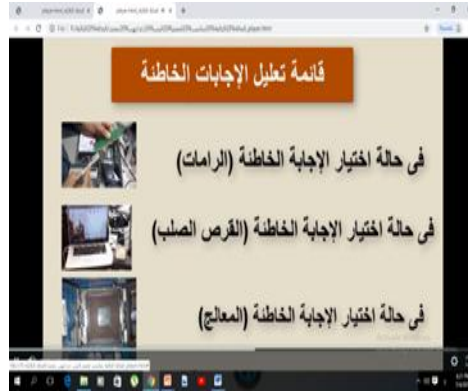 قائمة تعليل الإجابات الخاطئة
فى حالة اختيار الإجابة الخاطئة (الرامات)
فى حالة اختيار الإجابة الخاطئة (القرص الصلب)
فى حالة اختيار الإجابة الخاطئة (المعالج)